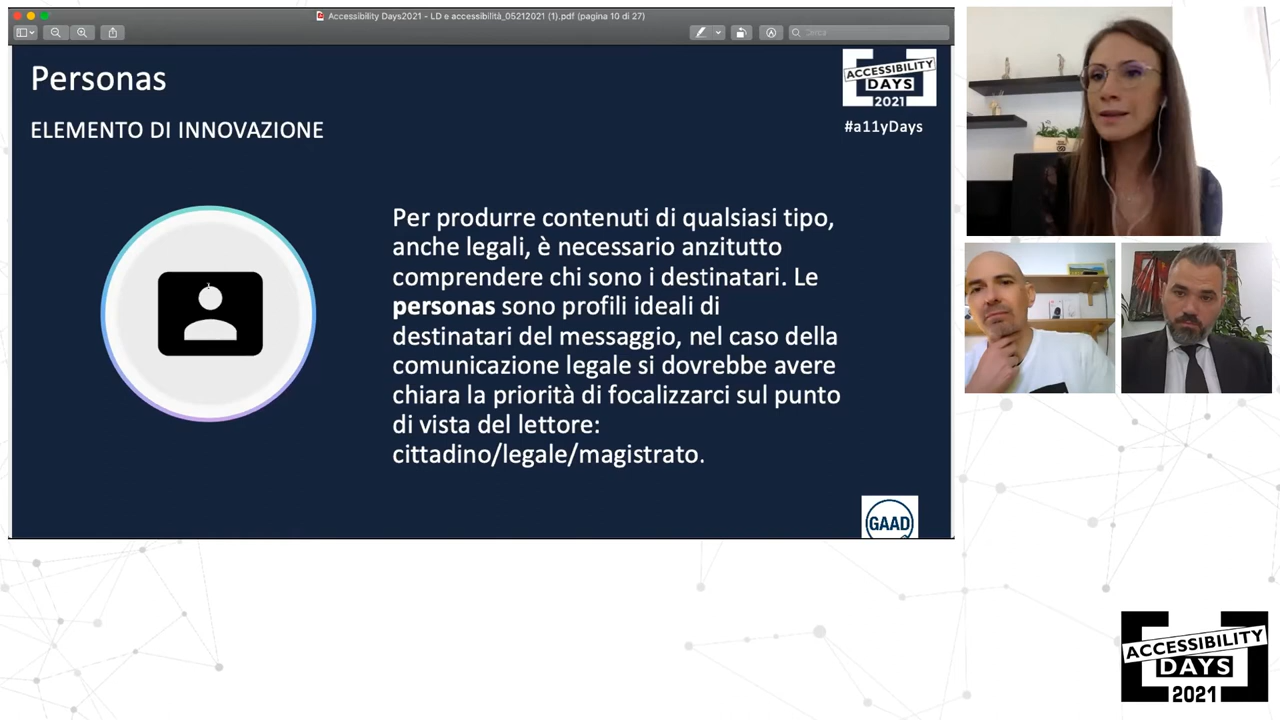 Accessibility Days2021 - LD e accessibilità_05212021 (1).pdf (pagina 10 di 27)
Cerca
Personas
ELEMENTO DI INNOVAZIONE
ACCESSIBILITY
DAYS
2021
#a11yDays
Per produrre contenuti di qualsiasi tipo,
anche legali, è necessario anzitutto
comprendere chi sono i destinatari. Le
personas sono profili ideali di
destinatari del messaggio, nel caso della
comunicazione legale si dovrebbe avere
chiara la priorità di focalizzarci sul punto
di vista del lettore:
cittadino/legale/magistrato.
GAAD
ACCESSIBILITY
DAYS
2021